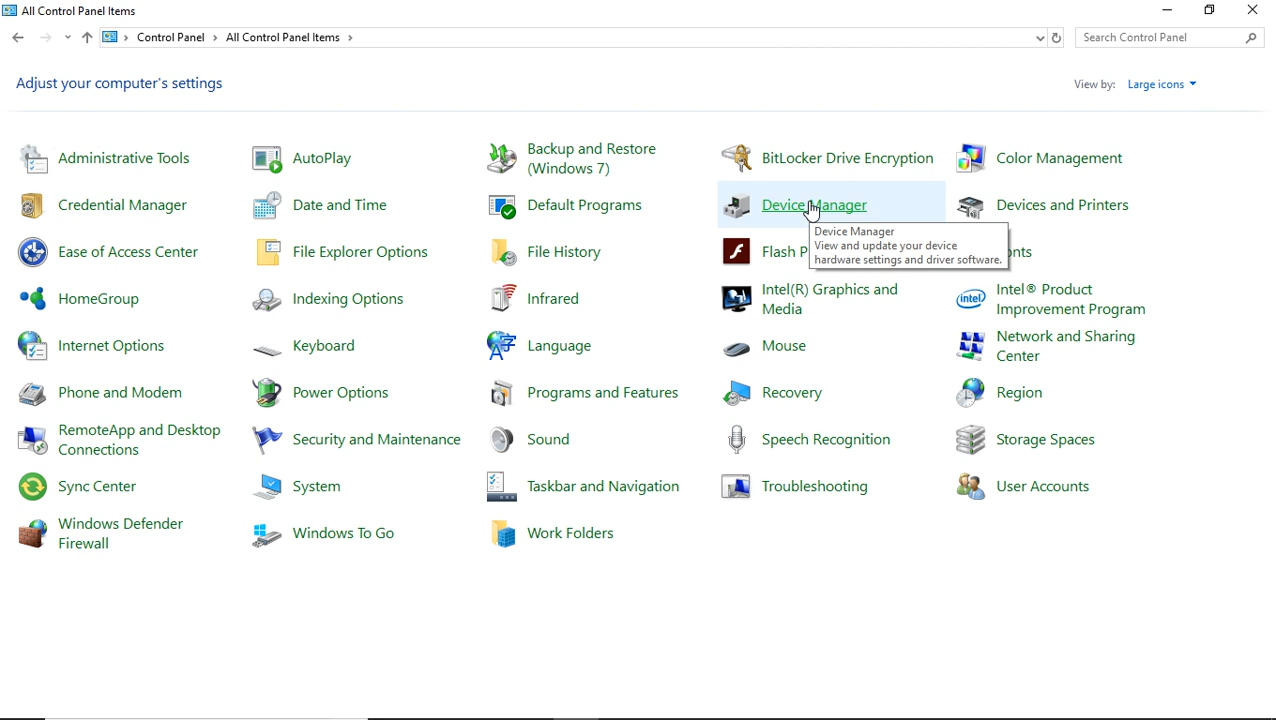 All Control Panel Items
Control Panel > All Control Panel Items >
Search Control Panel
Adjust your computer's settings
View by: Large icons
Administrative Tools
AutoPlay
Backup and Restore
(Windows 7)
BitLocker Drive Encryption
Color Management
Credential Manager
Date and Time
Default Programs
Device Manager
Devices and Printers
Device Manager
View and update your device
hardware settings and driver software.
Ease of Access Center
File Explorer Options
File History
Flash P
onts
HomeGroup
Indexing Options
Infrared
Intel(R) Graphics and
Media
Intel® Product
Improvement Program
Internet Options
Keyboard
Language
Mouse
Network and Sharing
Center
Phone and Modem
Power Options
Programs and Features
Recovery
Region
RemoteApp and Desktop
Connections
Security and Maintenance
Sound
Speech Recognition
Storage Spaces
Sync Center
System
Taskbar and Navigation
Troubleshooting
User Accounts
Windows Defender
Firewall
Windows To Go
Work Folders